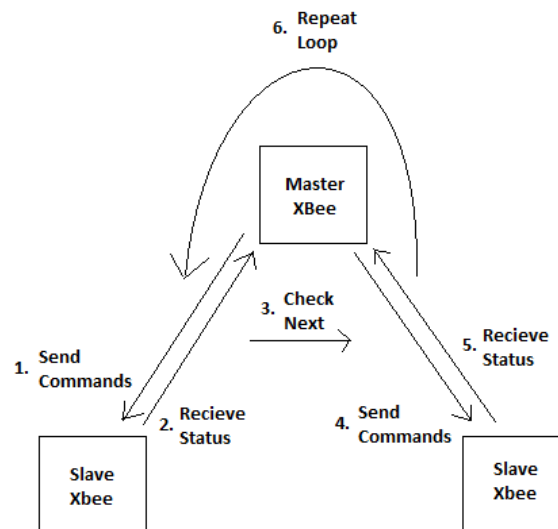 6. Repeat
Loop
Master
XBee
3. Check
Next
1. Send
Commands
2. Recieve
Status
4. Send
Commands
5. Recieve
Status
Slave
Xbee
Slave
Xbee